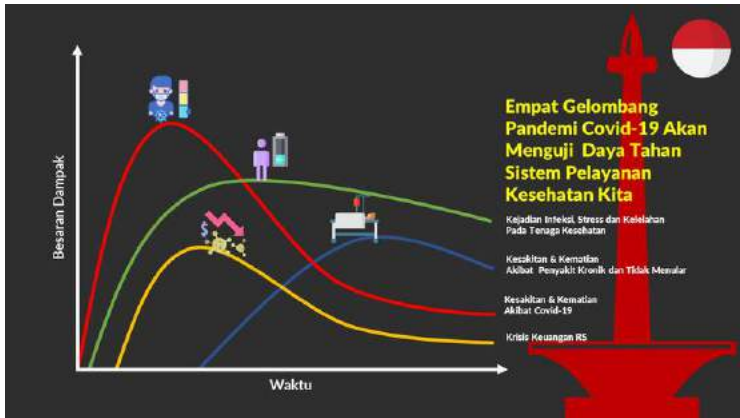 Empat Gelombang
Pandemi Covid-19 Akan
Menguji Daya Tahan
Sistem Pelayanan
Kesehatan Kita
Kejadian Infeksi, Stress dan Kelelahan
Pada Tenaga Kesehatan
Kesakitan & Kematian
Akibat Penyakit Kronik dan Tidak Menular
Kesakitan & Kematian
Akibat Covid-19
Krisis Keuangan RS
Besaran Dampak
Waktu
$